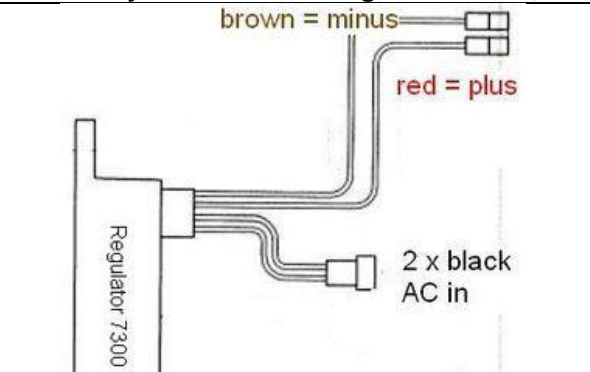 brown = minus
red = plus
2 x black
AC in
Regulator 7300